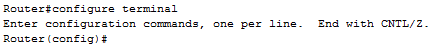 Router#configure terminal
Enter configuration commands, one per line.  End with CNTL/Z.
Router(config)#